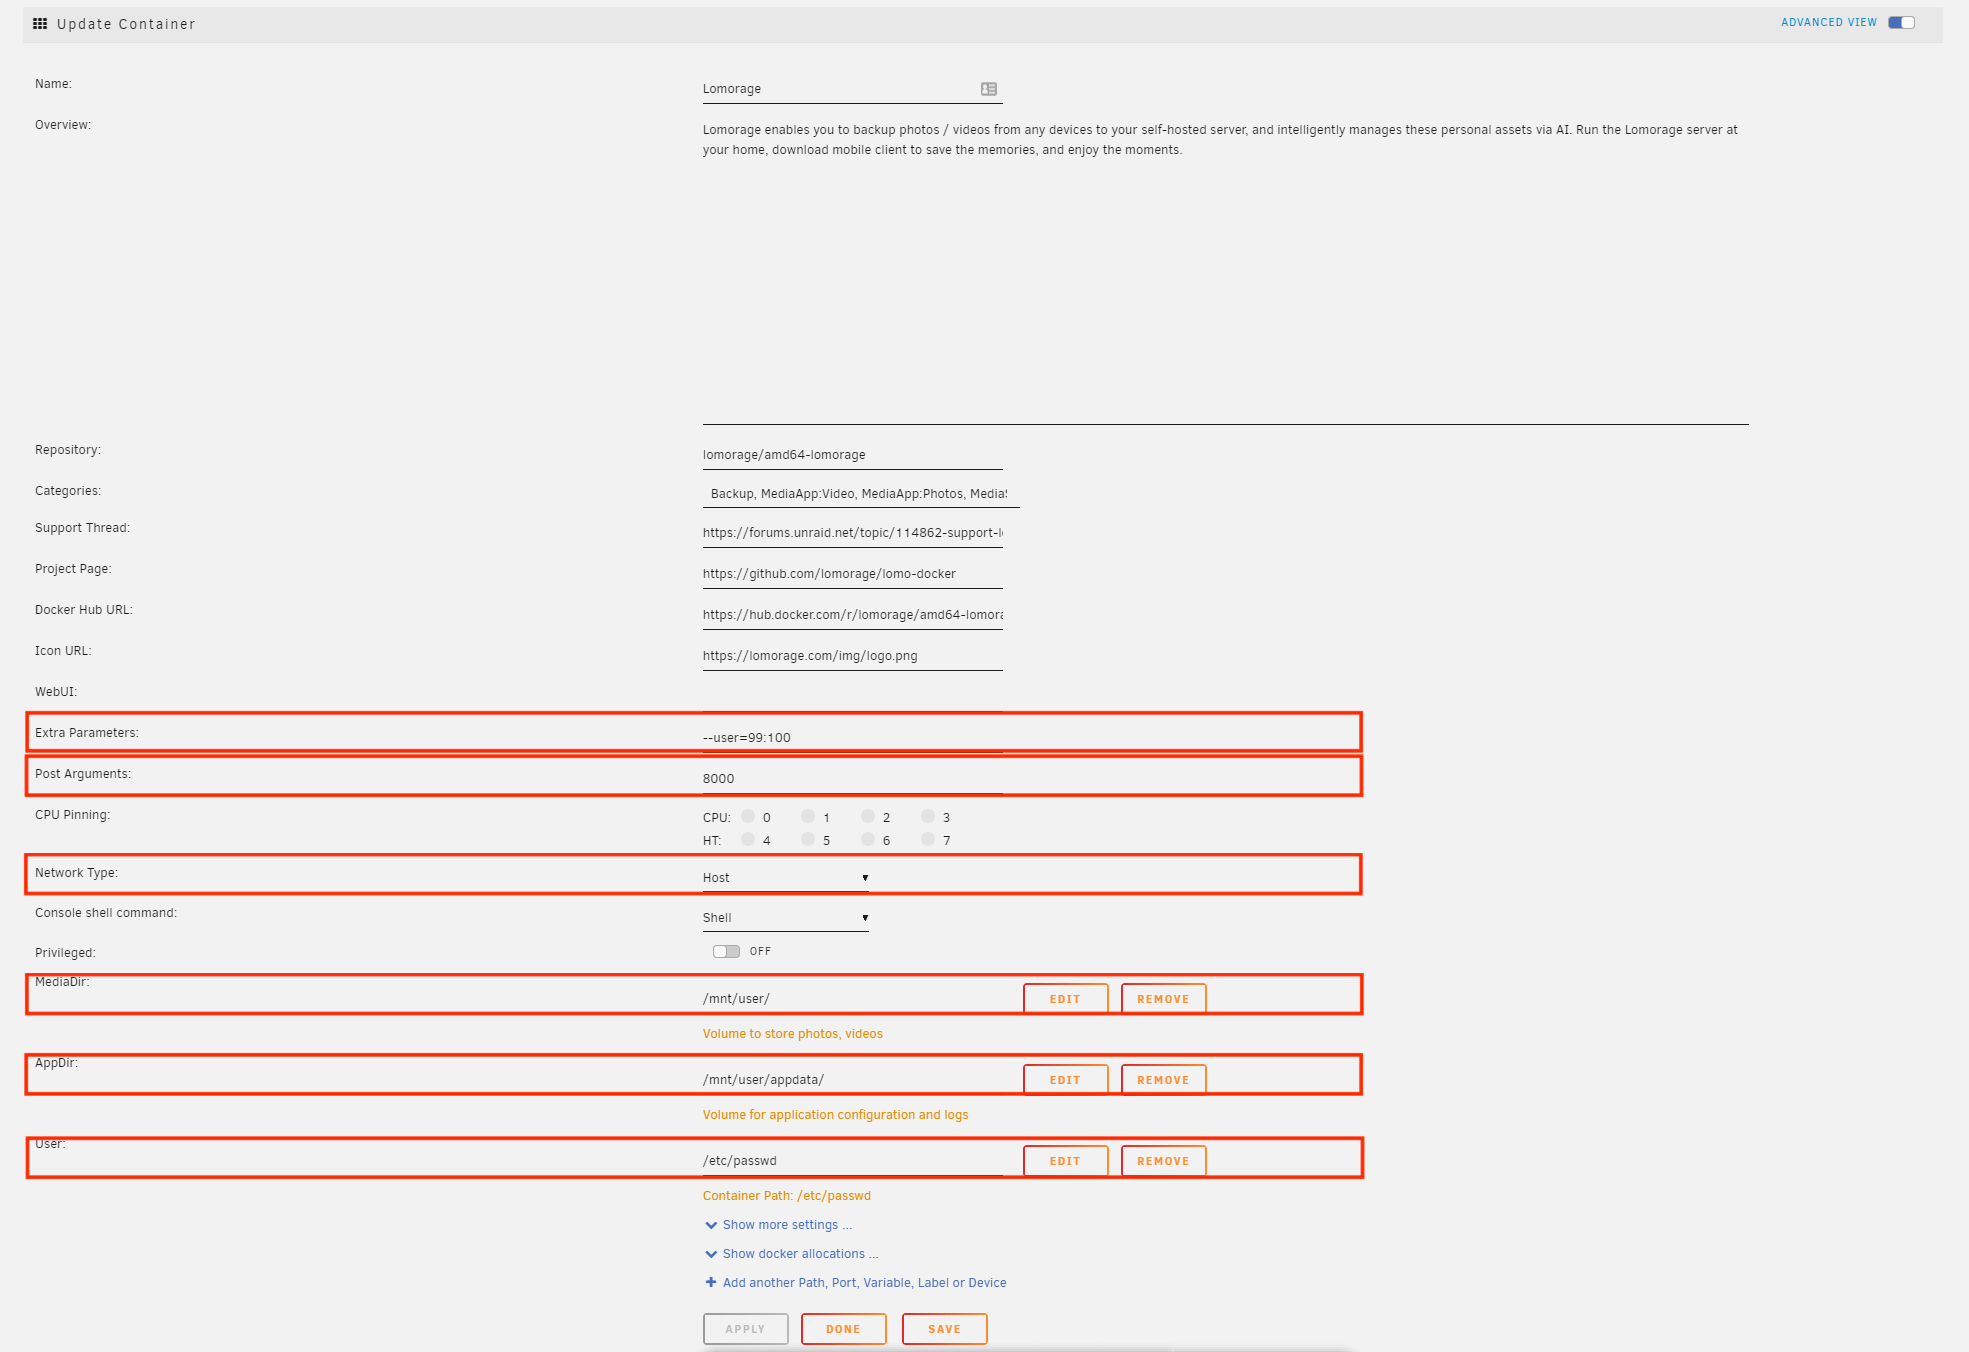 Update Container
ADVANCED VIEW
Name:
Lomorage
Overview:
Lomorage enables you to backup photos / videos from any devices to your self-hosted server, and intelligently manages these personal assets via AI. Run the Lomorage server at
your home, download mobile client to save the memories, and enjoy the moments.
Repository:
lomorage/amd64-lomorage
Categories:
Backup, MediaApp:Video, MediaApp:Photos, Media
Support Thread:
https://forums.unraid.net/topic/114862-support-l
Project Page:
https://github.com/lomorage/lomo-docker
Docker Hub URL:
https://hub.docker.com/r/lomorage/amd64-lomora
Icon URL:
https://lomorage.com/img/logo.png
WebUI:
Extra Parameters:
--user=99:100
Post Arguments:
8000
CPU Pinning:
CPU: 0 1 2 3
HT: 4 5 6 7
Network Type:
Host
Console shell command:
Shell
Privileged:
OFF
MediaDir:
/mnt/user/
EDIT
REMOVE
Volume to store photos, videos
AppDir:
/mnt/user/appdata/
EDIT
REMOVE
Volume for application configuration and logs
User:
/etc/passwd
EDIT
REMOVE
Container Path: /etc/passwd
Show more settings ...
Show docker allocations ...
Add another Path, Port, Variable, Label or Device
APPLY
DONE
SAVE